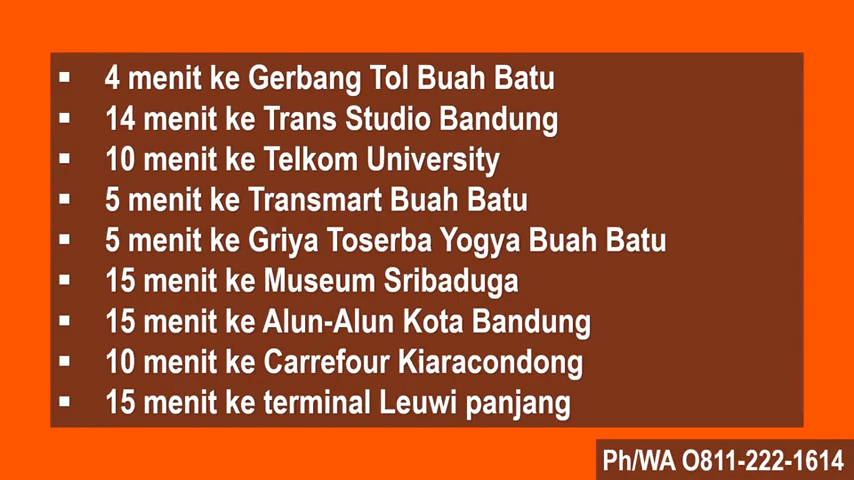 ▪ 4 menit ke Gerbang Tol Buah Batu
▪ 14 menit ke Trans Studio Bandung
▪ 10 menit ke Telkom University
▪ 5 menit ke Transmart Buah Batu
▪ 5 menit ke Griya Toserba Yogya Buah Batu
▪ 15 menit ke Museum Sribaduga
▪ 15 menit ke Alun-Alun Kota Bandung
▪ 10 menit ke Carrefour Kiaracondong
▪ 15 menit ke terminal Leuwi panjang
Ph/WA O811-222-1614